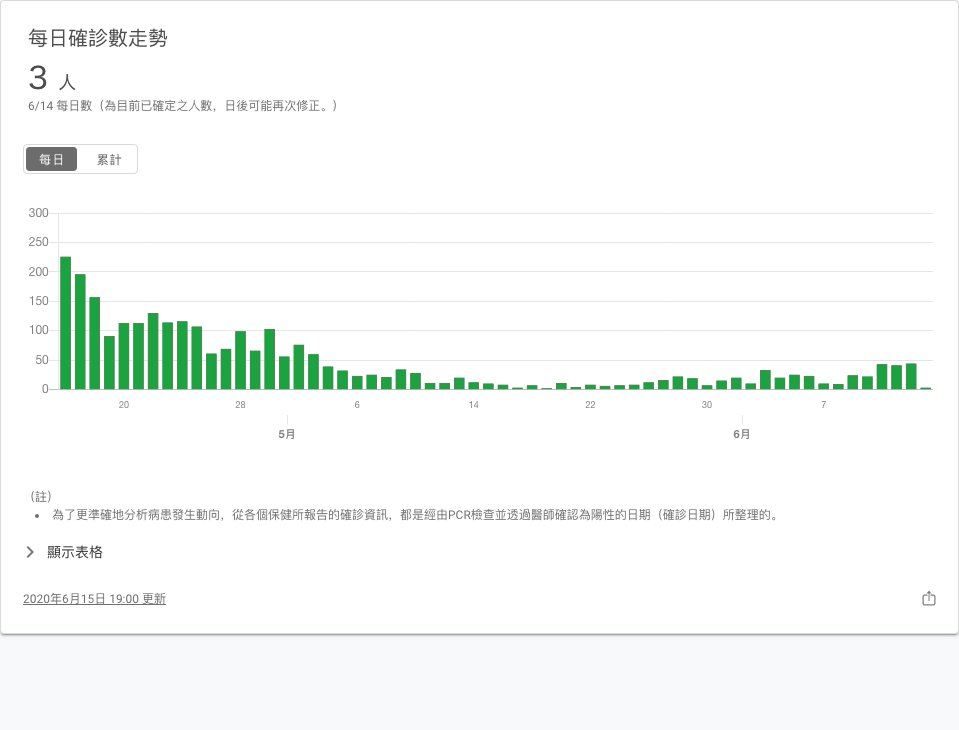 每日確診數走勢
3 人
6/14 每日數（為目前已確定之人數，日後可能再次修正。）
每日 累計
300
250
200
150
100
50
0
20 28 6 14 22 30 7
5月 6月
（註）
• 為了更準確地分析病患發生動向，從各個保健所報告的確診資訊，都是經由PCR檢查並透過醫師確認為陽性的日期（確診日期）所整理的。
顯示表格
2020年6月15日 19:00 更新